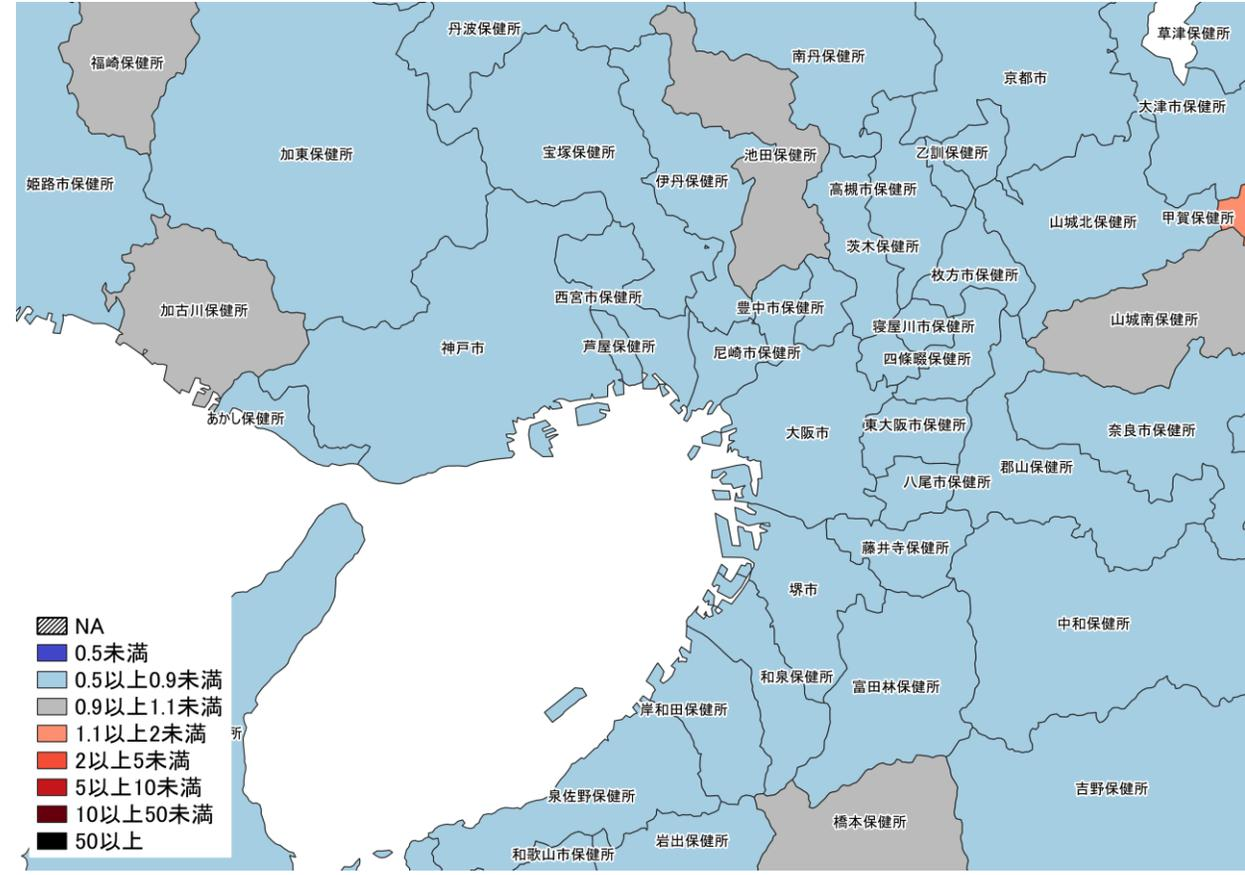 丹波保健所
草津保健所
福崎保健所
南丹保健所
京都市
大津市保健所
加東保健所
宝塚保健所
池田保健所
乙訓保健所
姫路市保健所
伊丹保健所
高槻市保健所
山城北保健所
甲賀保健所
茨木保健所
枚方市保健所
加古川保健所
西宮市保健所
豊中市保健所
山城南保健所
寝屋川市保健所
神戸市
芦屋保健所
尼崎市保健所
四條畷保健所
あかし保健所
大阪市
東大阪市保健所
奈良市保健所
郡山保健所
八尾市保健所
藤井寺保健所
堺市
中和保健所
和泉保健所
富田林保健所
岸和田保健所
所
泉佐野保健所
吉野保健所
橋本保健所
岩出保健所
和歌山市保健所
NA
0.5未満
0.5以上0.9未満
0.9以上1.1未満
1.1以上2未満
2以上5未満
5以上10未満
10以上50未満
50以上